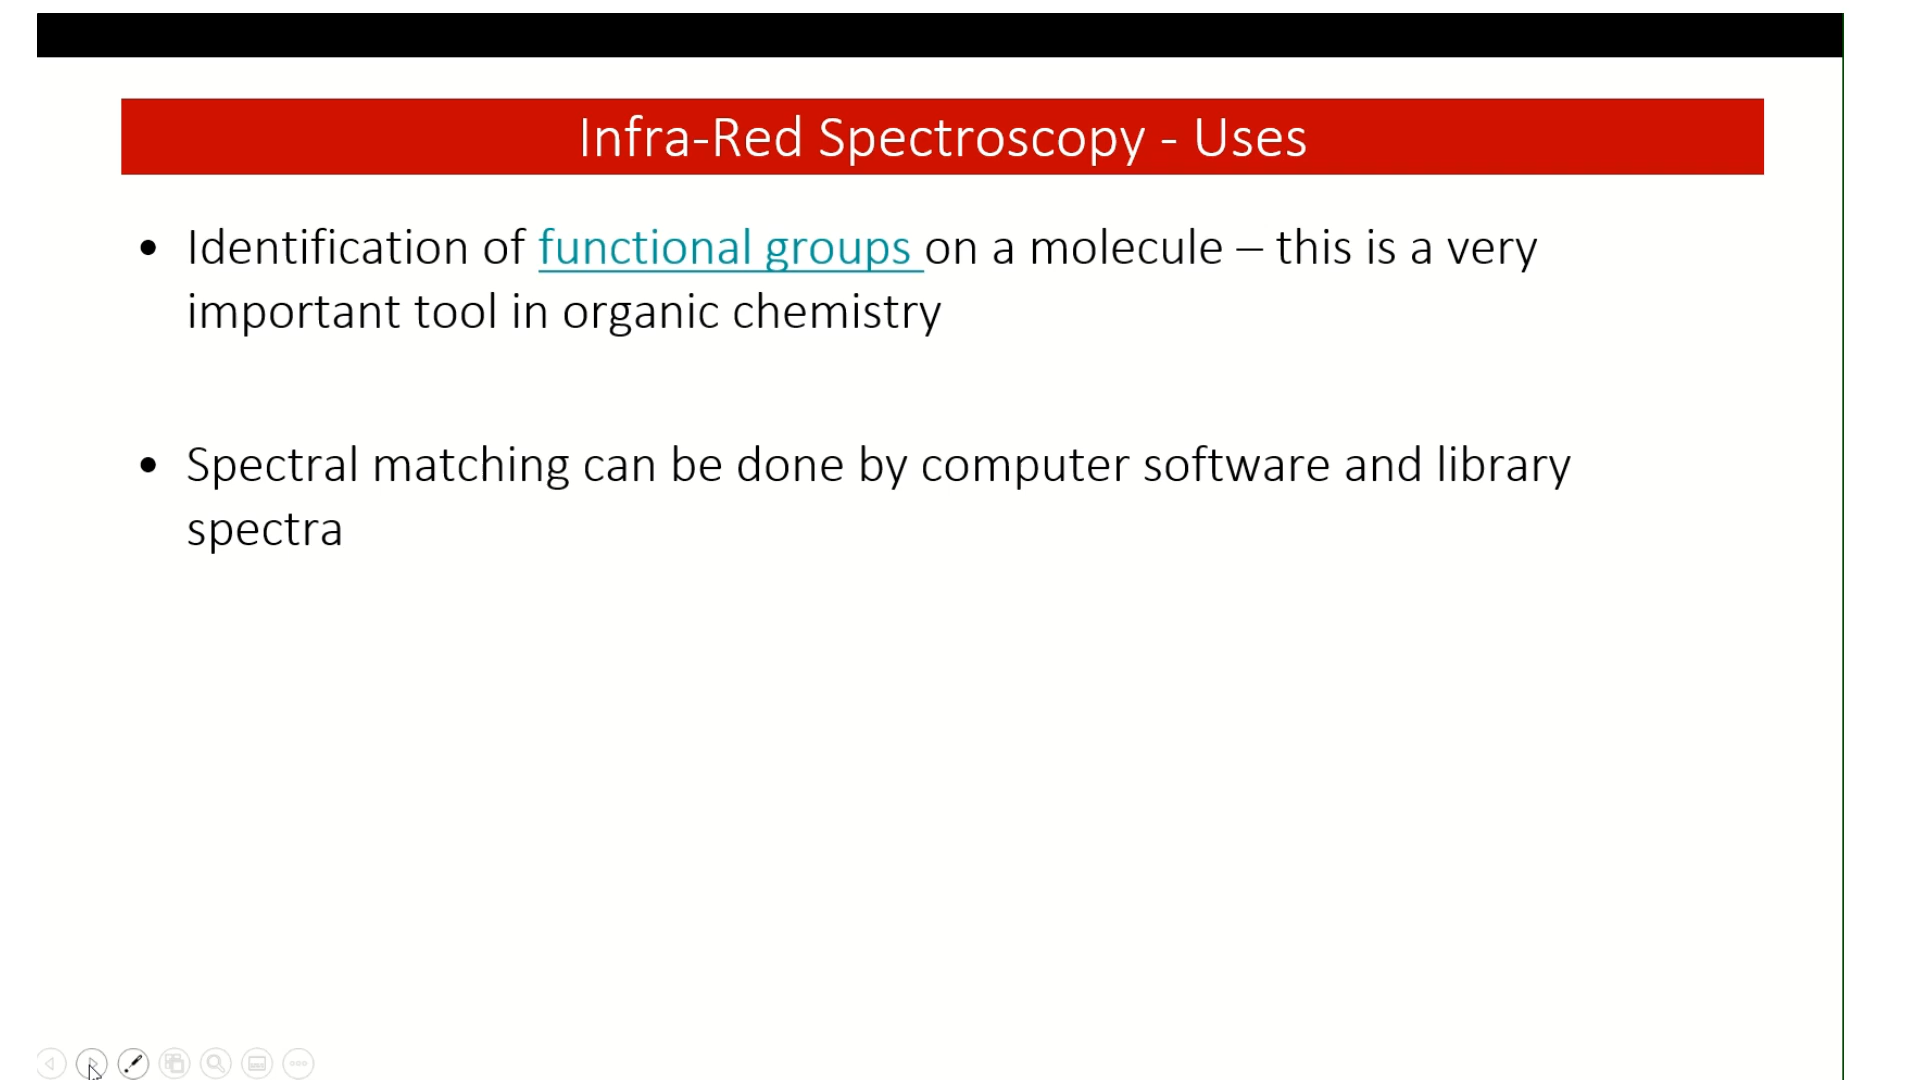 Infra-Red Spectroscopy - Uses
• Identification of functional groups on a molecule – this is a very
important tool in organic chemistry
• Spectral matching can be done by computer software and library
spectra